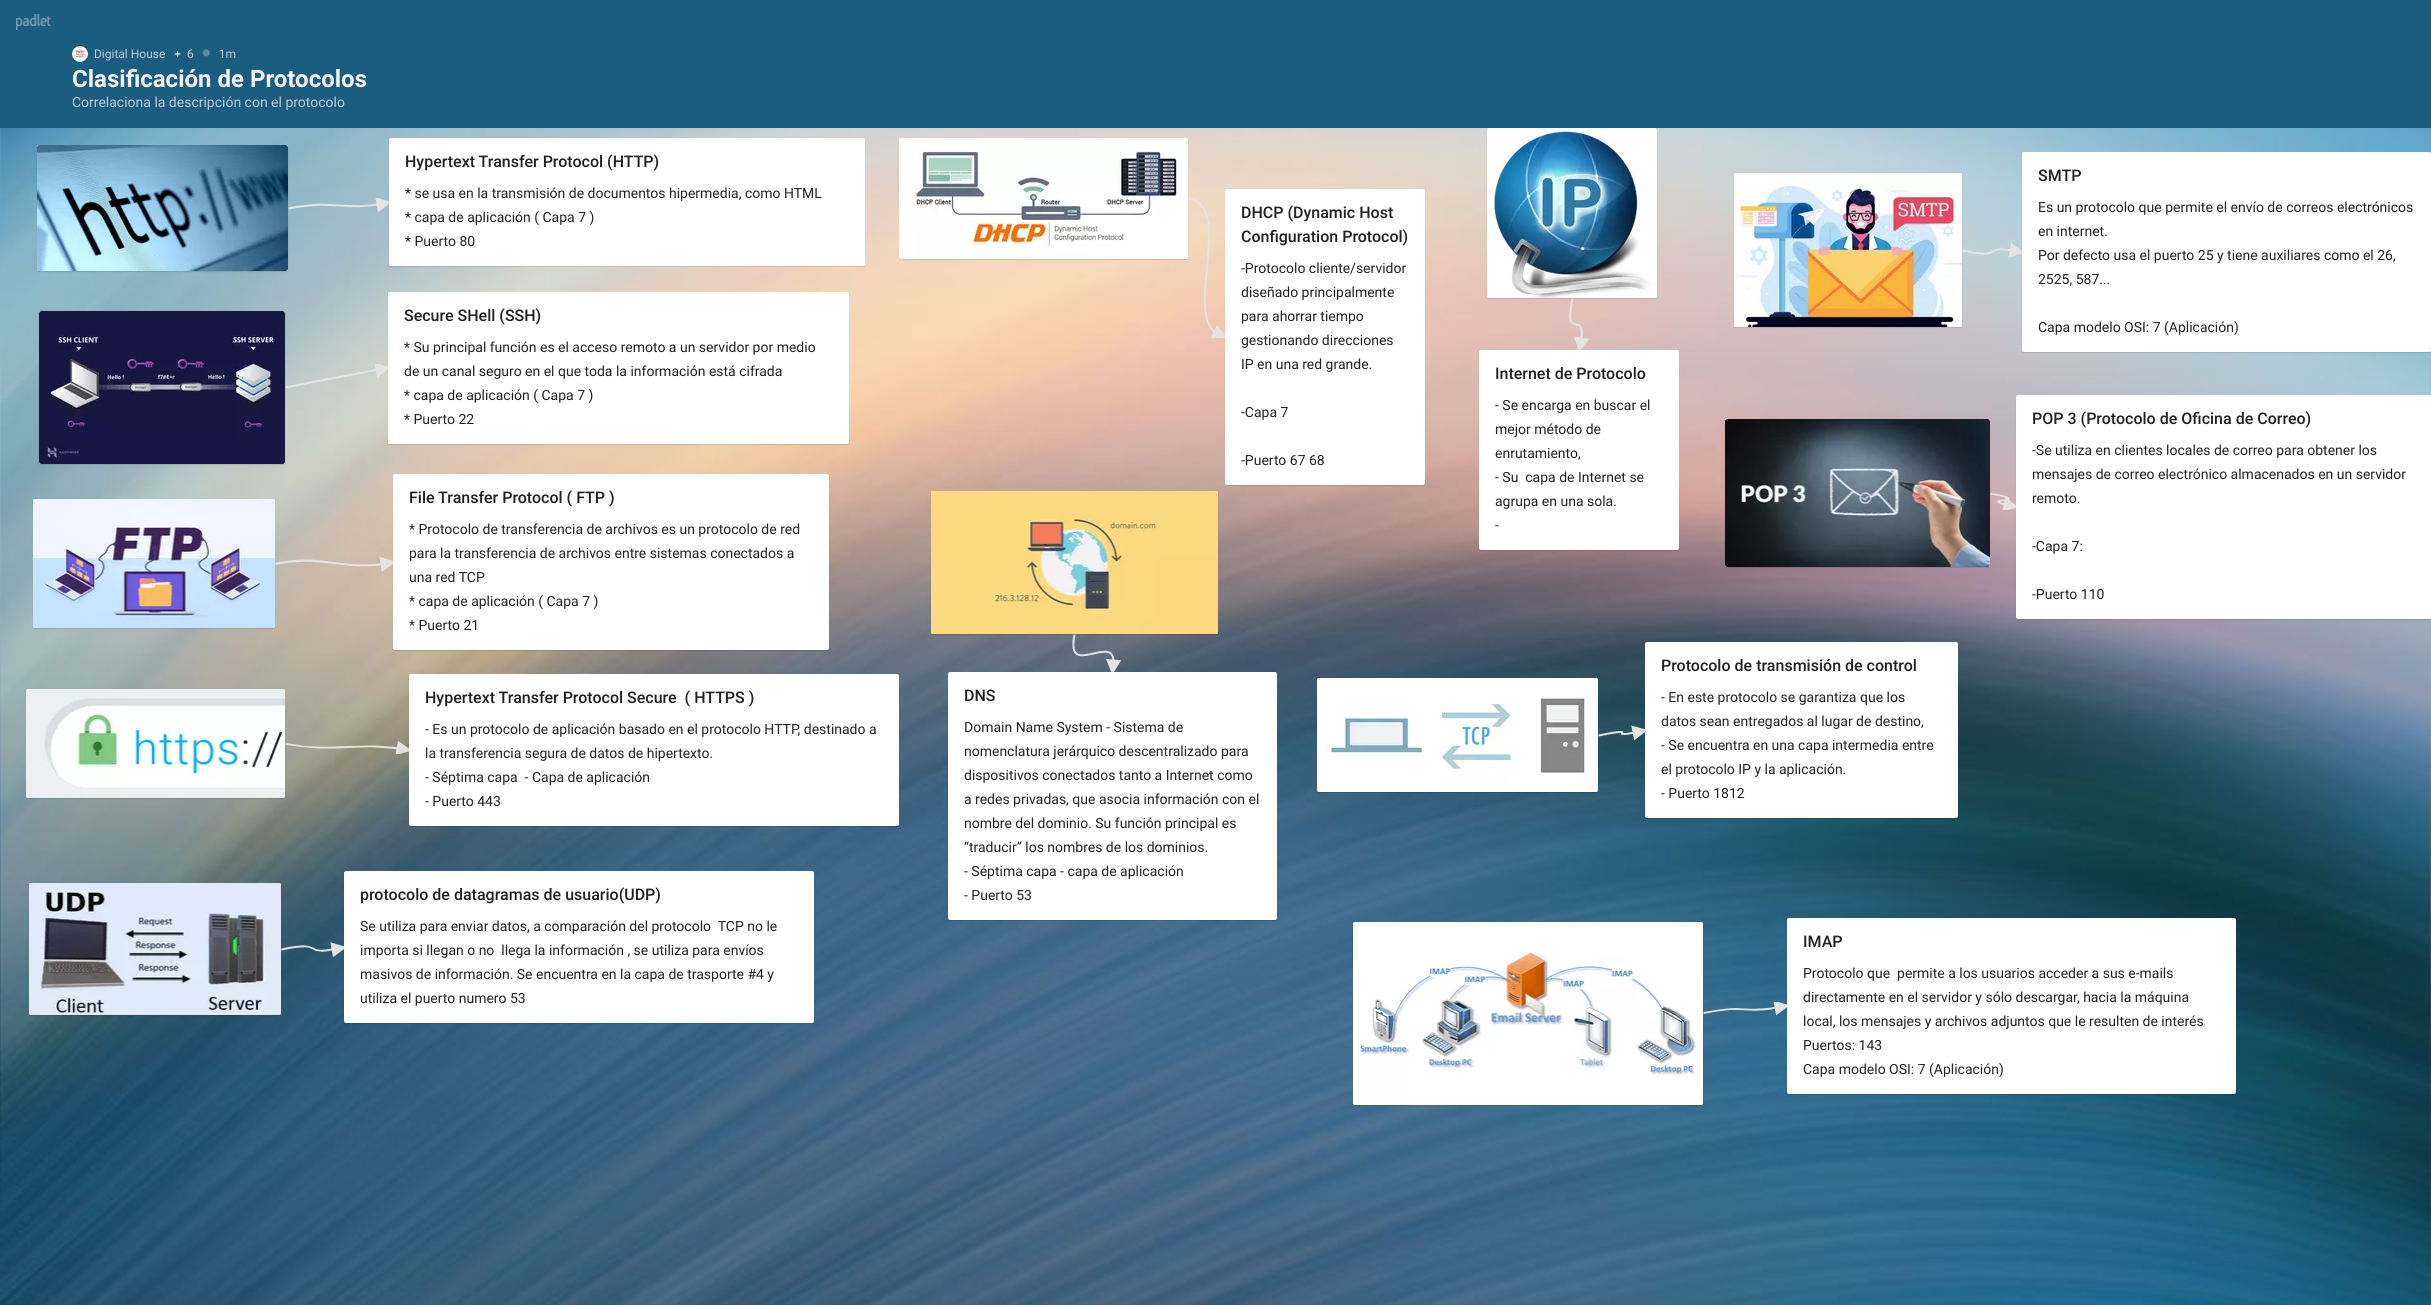 padlet
Digital House + 6 1m
Clasificación de Protocolos
Correlaciona la descripción con el protocolo
http://www
Hypertext Transfer Protocol (HTTP)
* se usa en la transmisión de documentos hipermedia, como HTML
* capa de aplicación ( Capa 7 )
* Puerto 80
SSH CLIENT
SSH SERVER
Hello !
f7#E+r
Hello !
Secure SHell (SSH)
* Su principal función es el acceso remoto a un servidor por medio
de un canal seguro en el que toda la información está cifrada
* capa de aplicación ( Capa 7 )
* Puerto 22
FTP
File Transfer Protocol ( FTP )
* Protocolo de transferencia de archivos es un protocolo de red
para la transferencia de archivos entre sistemas conectados a
una red TCP
* capa de aplicación ( Capa 7 )
* Puerto 21
https://
Hypertext Transfer Protocol Secure  ( HTTPS )
- Es un protocolo de aplicación basado en el protocolo HTTP, destinado a
la transferencia segura de datos de hipertexto.
- Séptima capa  - Capa de aplicación
- Puerto 443
UDP
Request
Response
Response
Client
Server
protocolo de datagramas de usuario(UDP)
Se utiliza para enviar datos, a comparación del protocolo  TCP no le
importa si llegan o no  llega la información , se utiliza para envíos
masivos de información. Se encuentra en la capa de trasporte #4 y
utiliza el puerto numero 53
DHCP Client
Router
DHCP Server
DHCP
Dynamic Host
Configuration Protocol
DHCP (Dynamic Host
Configuration Protocol)
-Protocolo cliente/servidor
diseñado principalmente
para ahorrar tiempo
gestionando direcciones
IP en una red grande.
-Capa 7
-Puerto 67 68
domain.com
216.3.128.12
DNS
Domain Name System - Sistema de
nomenclatura jerárquico descentralizado para
dispositivos conectados tanto a Internet como
a redes privadas, que asocia información con el
nombre del dominio. Su función principal es
“traducir” los nombres de los dominios.
- Séptima capa - capa de aplicación
- Puerto 53
IP
Internet de Protocolo
- Se encarga en buscar el
mejor método de
enrutamiento,
- Su  capa de Internet se
agrupa en una sola.
-
SMTP
SMTP
Es un protocolo que permite el envío de correos electrónicos
en internet.
Por defecto usa el puerto 25 y tiene auxiliares como el 26,
2525, 587...
Capa modelo OSI: 7 (Aplicación)
POP 3
POP 3 (Protocolo de Oficina de Correo)
-Se utiliza en clientes locales de correo para obtener los
mensajes de correo electrónico almacenados en un servidor
remoto.
-Capa 7:
-Puerto 110
TCP
Protocolo de transmisión de control
- En este protocolo se garantiza que los
datos sean entregados al lugar de destino,
- Se encuentra en una capa intermedia entre
el protocolo IP y la aplicación.
- Puerto 1812
IMAP
IMAP
IMAP
IMAP
Email Server
SmartPhone
Desktop PC
Tablet
Desktop PC
IMAP
Protocolo que  permite a los usuarios acceder a sus e-mails
directamente en el servidor y sólo descargar, hacia la máquina
local, los mensajes y archivos adjuntos que le resulten de interés
Puertos: 143
Capa modelo OSI: 7 (Aplicación)